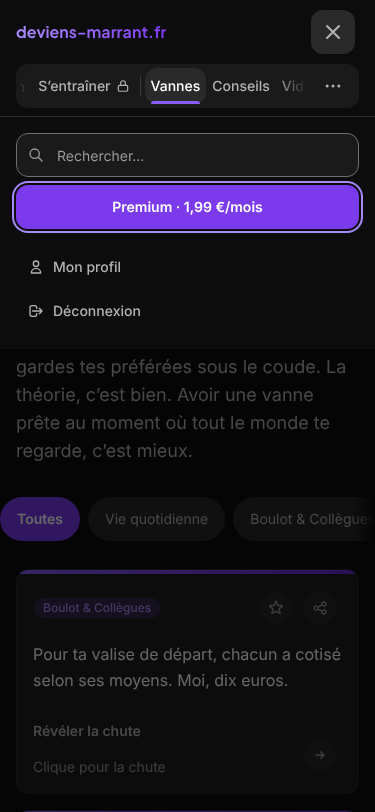 deviens-marrant.fr
S'entraîner
Vannes
Conseils
Vid
Rechercher...
Premium · 1,99 €/mois
Mon profil
Déconnexion
gardes tes préférées sous le coude. La
théorie, c'est bien. Avoir une vanne
prête au moment où tout le monde te
regarde, c'est mieux.
Toutes
Vie quotidienne
Boulot & Collègues
Boulot & Collègues
Pour ta valise de départ, chacun a cotisé
selon ses moyens. Moi, dix euros.
Révéler la chute
Clique pour la chute